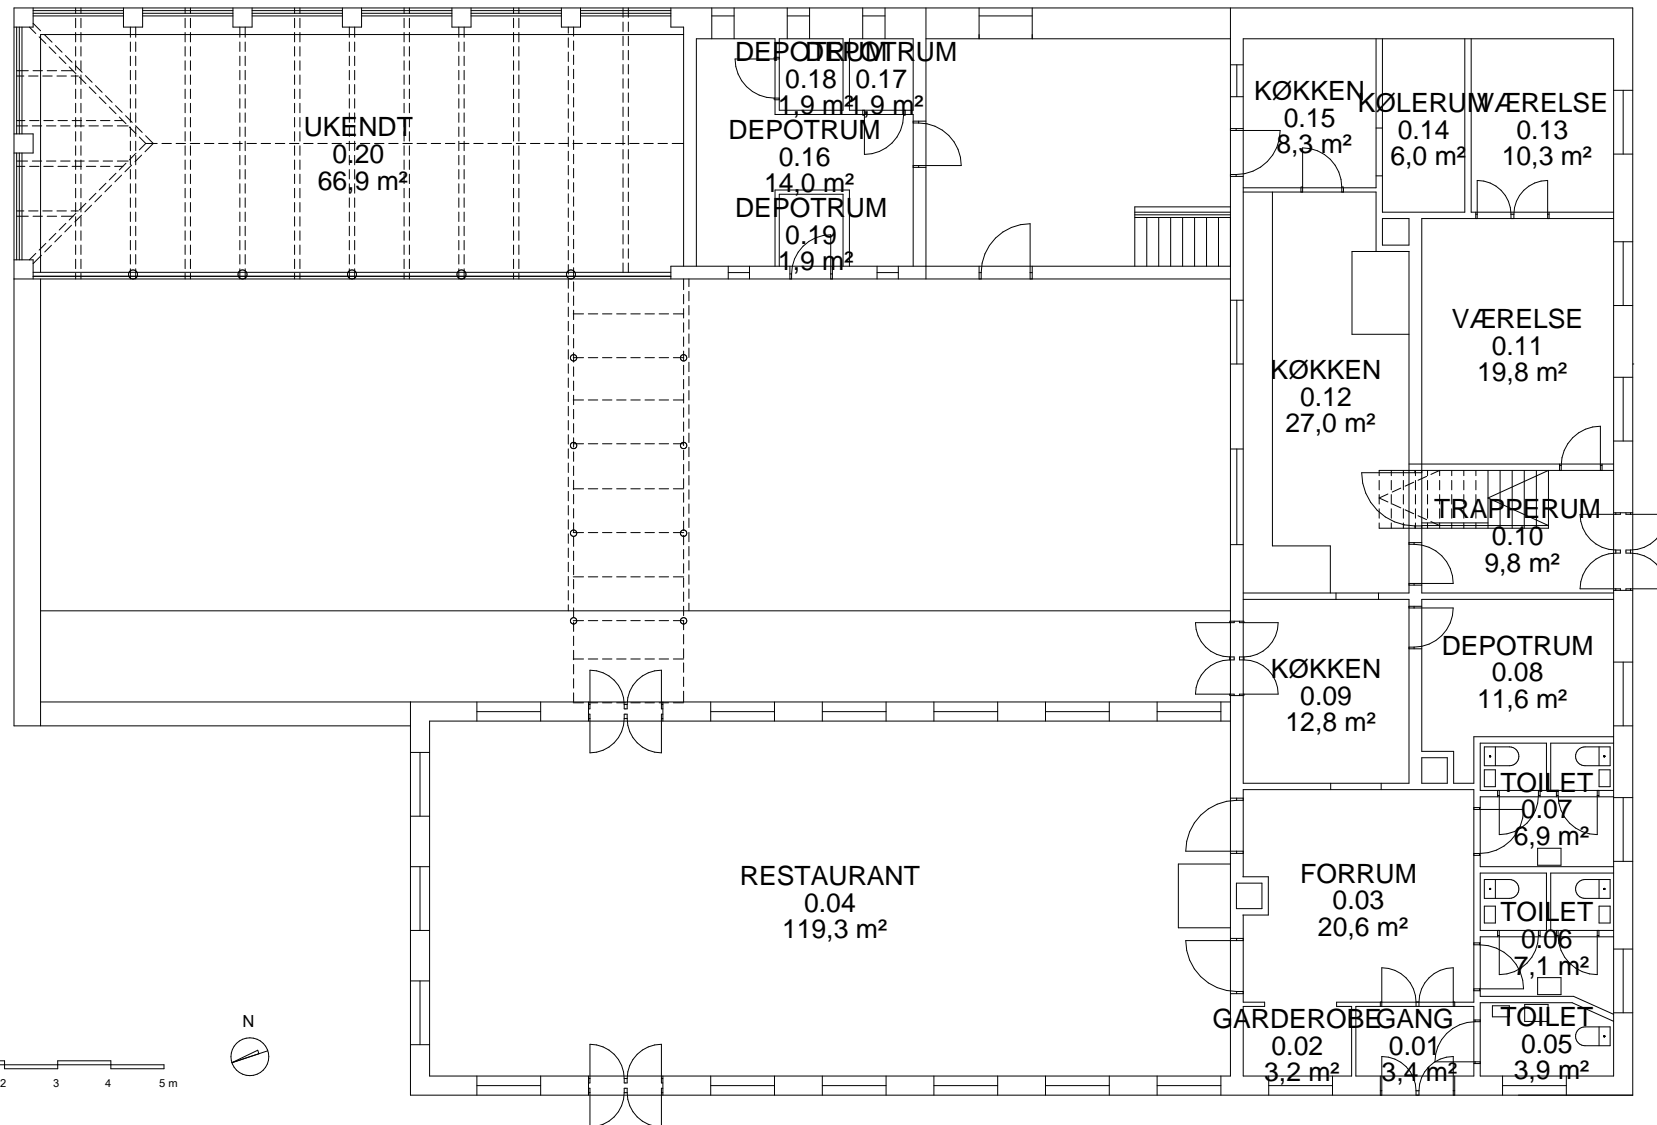 DEPOTRUM
0.18
1,9 m²
DEPOTRUM
0.17
1,9 m²
KØKKEN
0.15
8,3 m²
KØLERUM
0.14
6,0 m²
VÆRELSE
0.13
10,3 m²
UKENDT
0.20
66,9 m²
DEPOTRUM
0.16
14,0 m²
DEPOTRUM
0.19
1,9 m²
VÆRELSE
0.11
19,8 m²
KØKKEN
0.12
27,0 m²
TRAPPERUM
0.10
9,8 m²
DEPOTRUM
0.08
11,6 m²
KØKKEN
0.09
12,8 m²
TOILET
0.07
6,9 m²
RESTAURANT
0.04
119,3 m²
FORRUM
0.03
20,6 m²
TOILET
0.06
7,1 m²
GARDEROBE
0.02
3,2 m²
GANG
0.01
3,4 m²
TOILET
0.05
3,9 m²
N
2 3 4 5 m